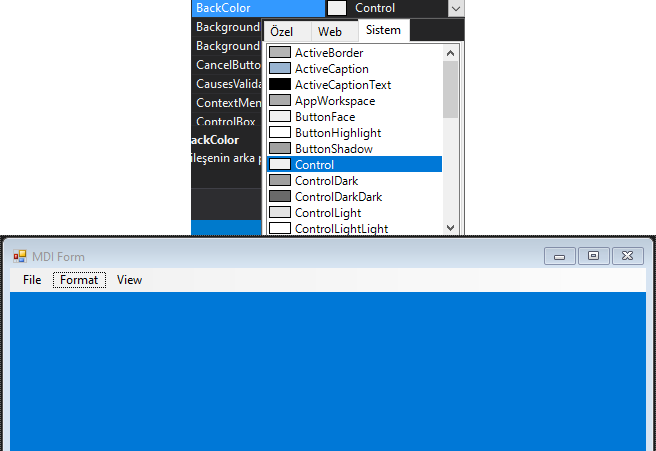 BackColor Control
Background
Background
CancelButto
CausesValida
ContextMen
ControlBox
ackColor
ileşenin arka p
Özel Web Sistem
ActiveBorder
ActiveCaption
ActiveCaptionText
AppWorkspace
ButtonFace
ButtonHighlight
ButtonShadow
Control
ControlDark
ControlDarkDark
ControlLight
ControlLightLight
MDI Form
File Format View